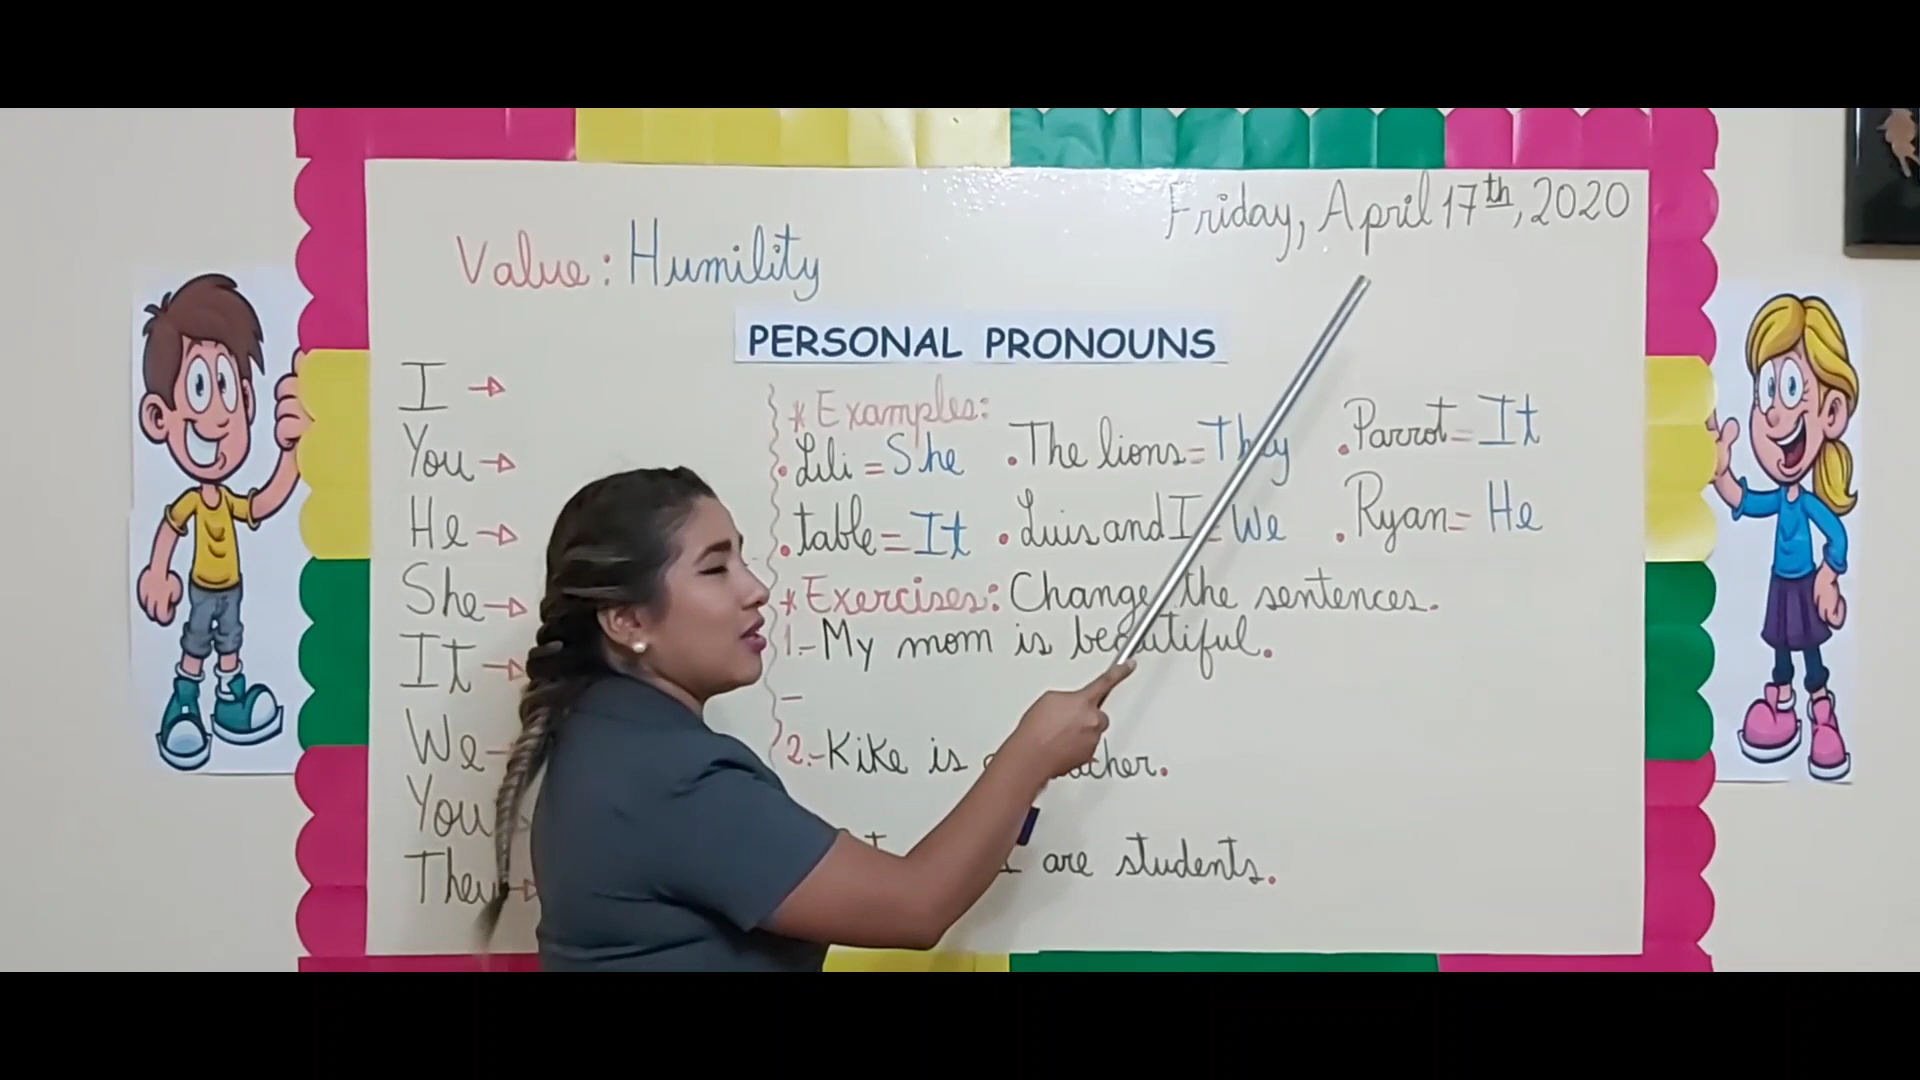 Friday, April 17th, 2020
Value: Humility
PERSONAL PRONOUNS
I →
You →
He →
She →
It →
We
You
They
* Examples:
. Lili = She . The lions = They . Parrot = It
. table = It . Luis and I = We . Ryan = He
* Exercises: Change the sentences.
1.- My mom is beautiful.
-
2.- Kike is
I are students.